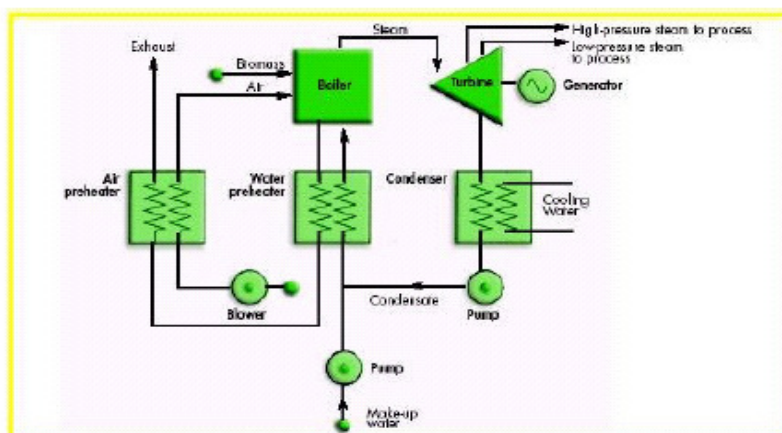 Steam
High-pressure steam to process
Low-pressure steam
to process
Exhaust
Biomass
Air
Boiler
Turbine
Generator
Air
preheater
Water
preheater
Condenser
Cooling
Water
Blower
Condensate
Pump
Pump
Make-up
water